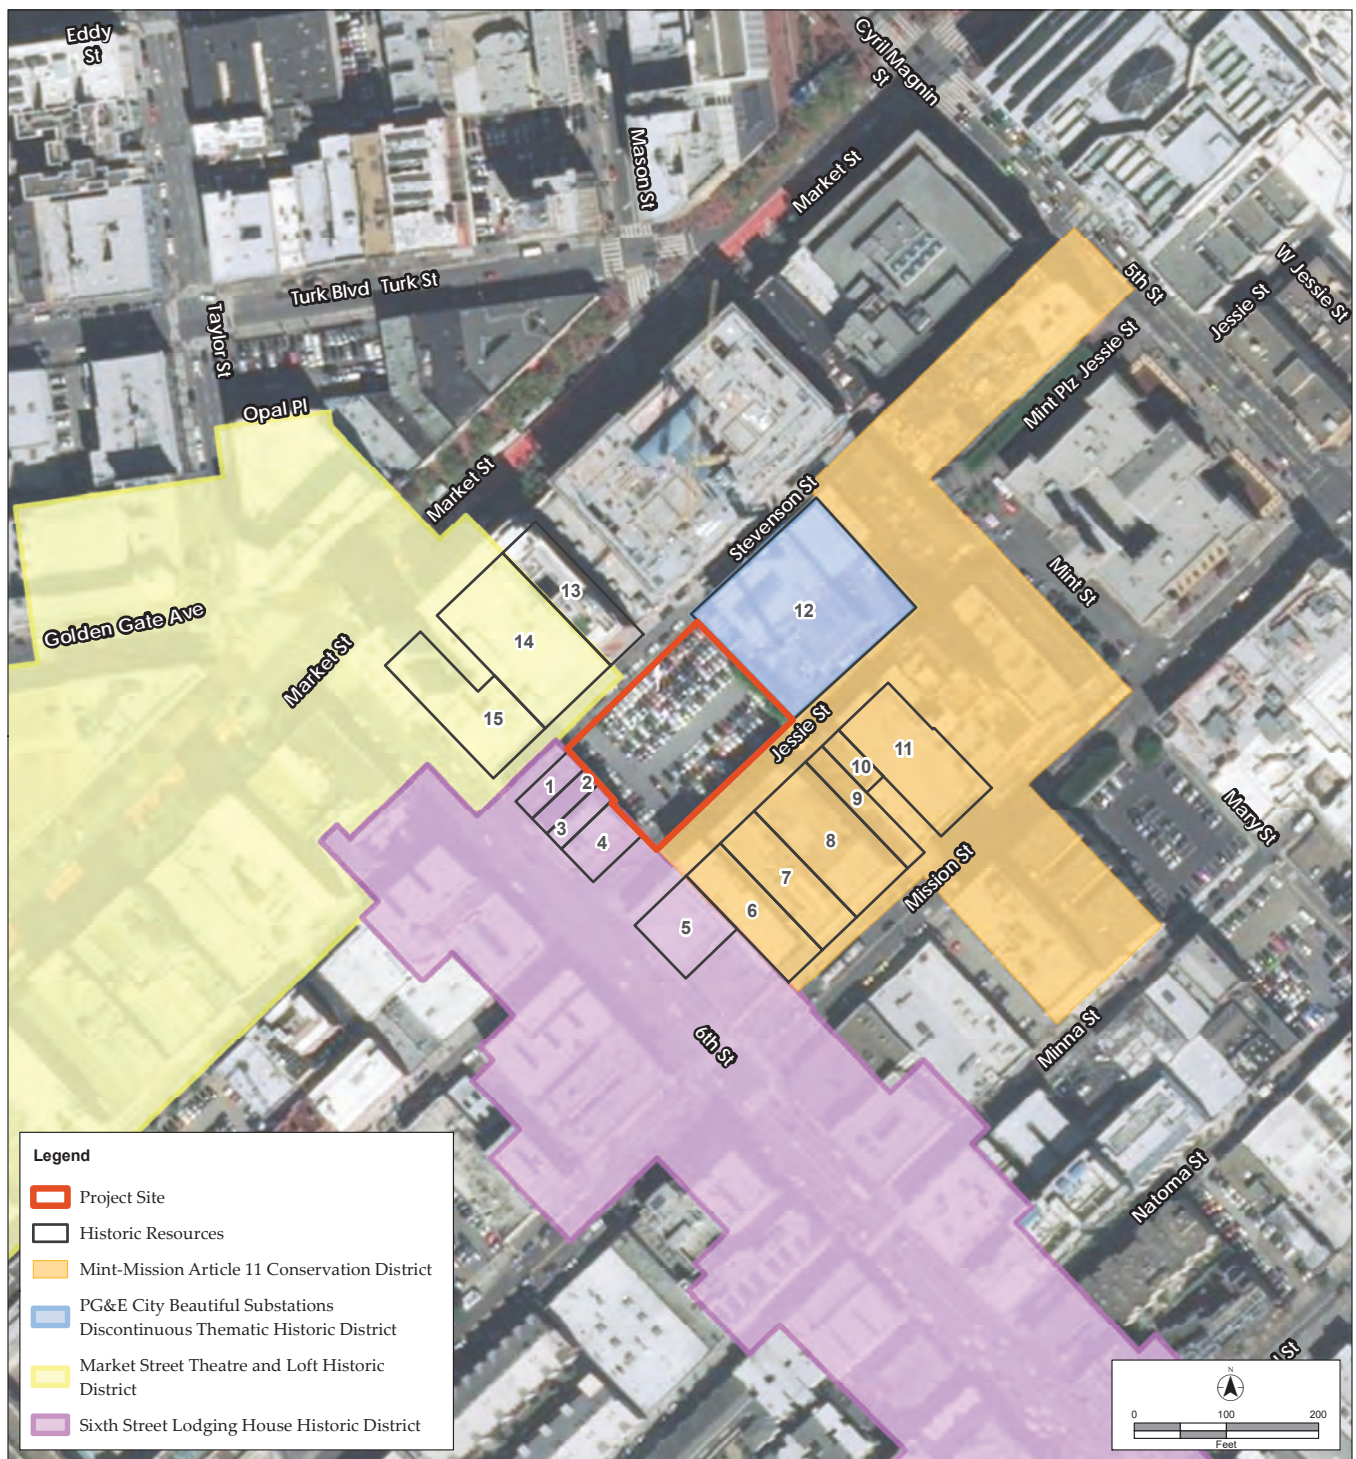 Eddy
St
Cyril Magnin
St
Mason St
Market St
Turk Blvd Turk St
5th St
W Jessie St
Jessie St
Taylor St
Mint Plz Jessie St
Opal Pl
Market St
Stevenson St
Mint St
13
12
Golden Gate Ave
14
Market St
15
Jessie St
11
10
1
2
9
Mary St
3
4
8
7
Mission St
6
5
6th St
Minna St
Natoma St
St
Legend
Project Site
Historic Resources
Mint-Mission Article 11 Conservation District
PG&E City Beautiful Substations
Discontinuous Thematic Historic District
Market Street Theatre and Loft Historic
District
Sixth Street Lodging House Historic District
N
0 100 200
Feet